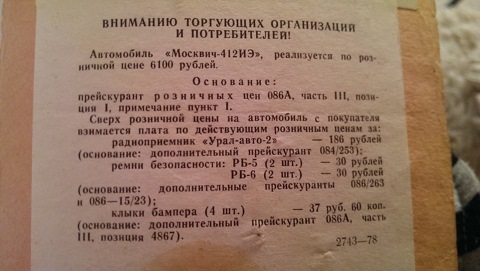 ВНИМАНИЮ ТОРГУЮЩИХ ОРГАНИЗАЦИЙ
И ПОТРЕБИТЕЛЕЙ!
Автомобиль «Москвич-412ИЭ», реализуется по роз-
ничной цене 6100 рублей.
Основание:
прейскурант розничных цен 086А, часть III, пози-
ция 1, примечание пункт 1.
Сверх розничной цены на автомобиль с покупателя
взимается плата по действующим розничным ценам за:
радиоприемник «Урал-авто-2» — 186 рублей
(основание: дополнительный прейскурант 084/253);
ремни безопасности: РБ-5 (2 шт.) — 30 рублей
РБ-6 (2 шт.) — 30 рублей
(основание: дополнительные прейскуранты 086/263
и 086—15/23);
клыки бампера (4 шт.) — 37 руб. 60 коп.
(основание: дополнительный прейскурант 086А, часть
III, позиция 4867).
2743—78